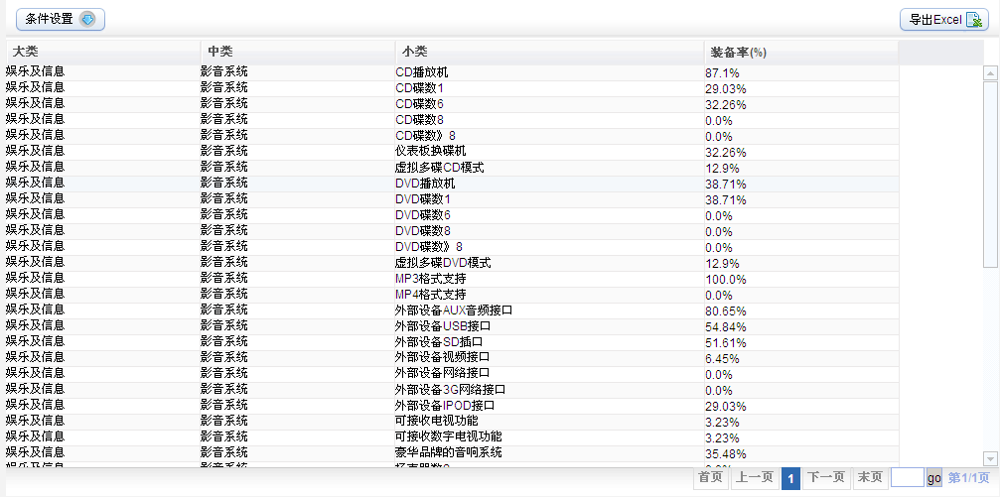 条件设置 导出Excel
大类 中类 小类 装备率(%)
娱乐及信息 影音系统 CD播放机 87.1%
娱乐及信息 影音系统 CD碟数1 29.03%
娱乐及信息 影音系统 CD碟数6 32.26%
娱乐及信息 影音系统 CD碟数8 0.0%
娱乐及信息 影音系统 CD碟数》8 0.0%
娱乐及信息 影音系统 仪表板换碟机 32.26%
娱乐及信息 影音系统 虚拟多碟CD模式 12.9%
娱乐及信息 影音系统 DVD播放机 38.71%
娱乐及信息 影音系统 DVD碟数1 38.71%
娱乐及信息 影音系统 DVD碟数6 0.0%
娱乐及信息 影音系统 DVD碟数8 0.0%
娱乐及信息 影音系统 DVD碟数》8 0.0%
娱乐及信息 影音系统 虚拟多碟DVD模式 12.9%
娱乐及信息 影音系统 MP3格式支持 100.0%
娱乐及信息 影音系统 MP4格式支持 0.0%
娱乐及信息 影音系统 外部设备AUX音频接口 80.65%
娱乐及信息 影音系统 外部设备USB接口 54.84%
娱乐及信息 影音系统 外部设备SD插口 51.61%
娱乐及信息 影音系统 外部设备视频接口 6.45%
娱乐及信息 影音系统 外部设备网络接口 0.0%
娱乐及信息 影音系统 外部设备3G网络接口 0.0%
娱乐及信息 影音系统 外部设备IPOD接口 29.03%
娱乐及信息 影音系统 可接收电视功能 3.23%
娱乐及信息 影音系统 可接收数字电视功能 3.23%
娱乐及信息 影音系统 豪华品牌的音响系统 35.48%
娱乐及信息 影音系统
首页 上一页 1 下一页 末页 go 第1/1页